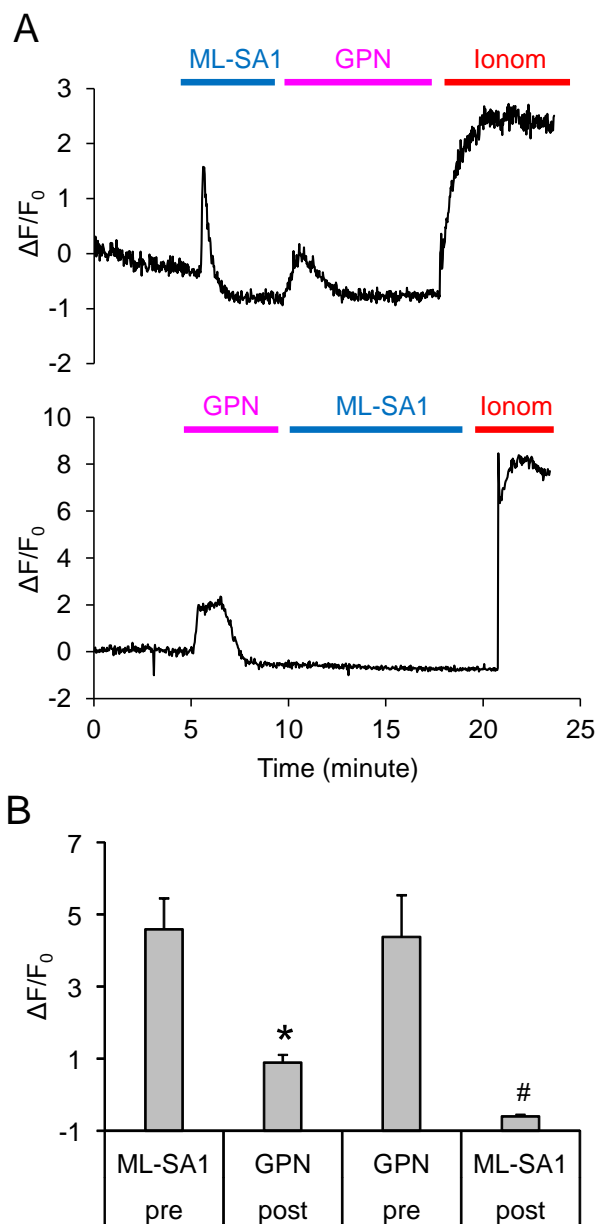 A
ML-SA1 GPN Ionom
3
2
1
0
-1
-2
ΔF/F0
GPN ML-SA1 Ionom
10
8
6
4
2
0
-2
ΔF/F0
0 5 10 15 20 25
Time (minute)
B
7
5
3
1
-1
ΔF/F0
* #
ML-SA1 GPN GPN ML-SA1
pre post pre post